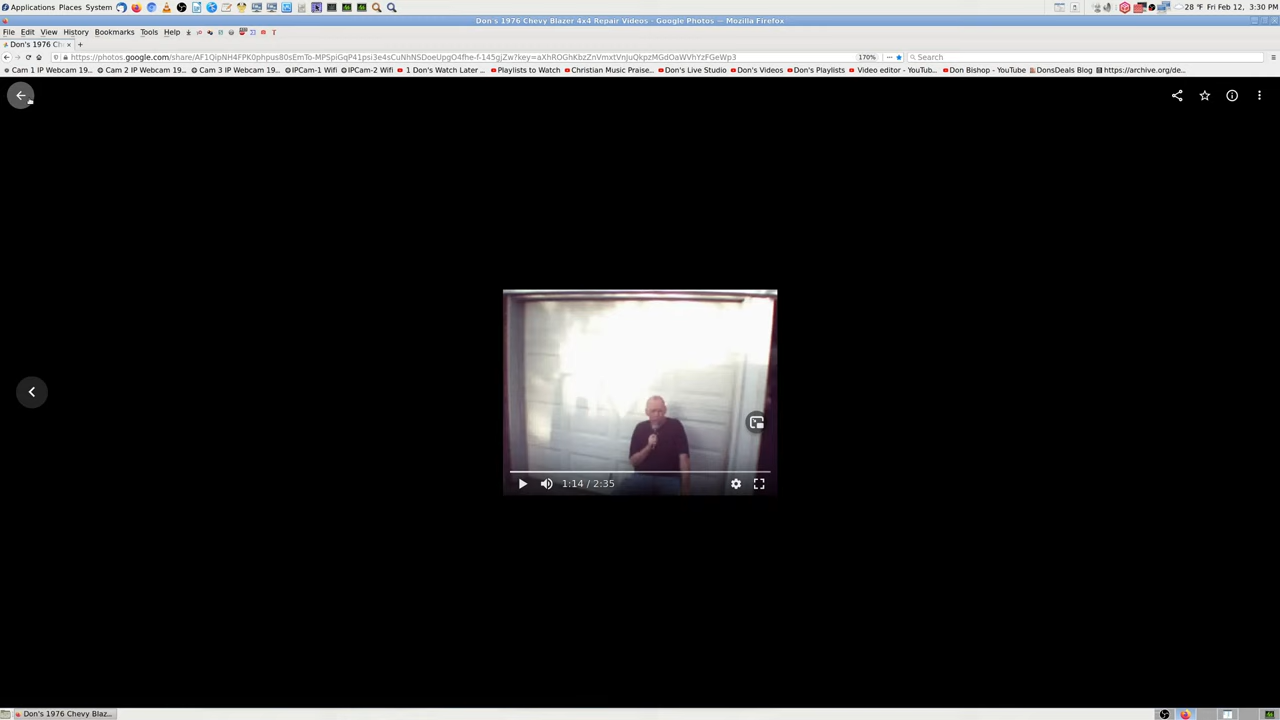 Applications Places System 28 °F Fri Feb 12, 3:30 PM
Don's 1976 Chevy Blazer 4x4 Repair Videos - Google Photos — Mozilla Firefox
File Edit View History Bookmarks Tools Help
Don's 1976 Ch
170% Search
Cam 1 IP Webcam 19... Cam 2 IP Webcam 19... Cam 3 IP Webcam 19... IPCam-1 Wifi IPCam-2 Wifi 1 Don's Watch Later ... Playlists to Watch Christian Music Praise... Don's Live Studio Don's Videos Don's Playlists Video editor - YouTub... Don Bishop - YouTube DonsDeals Blog https://archive.org/de...
1:14 / 2:35
Don's 1976 Chevy Blaz...